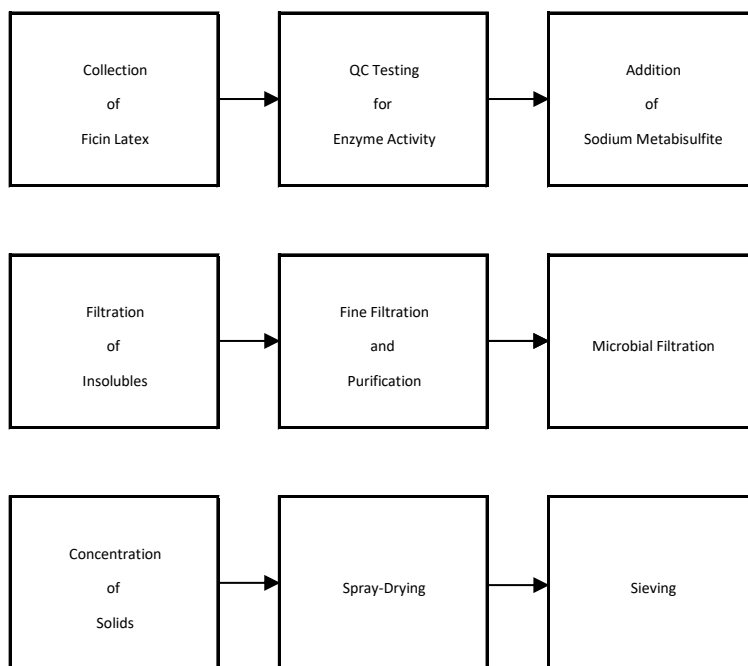 Collection
of
Ficin Latex
QC Testing
for
Enzyme Activity
Addition
of
Sodium Metabisulfite
Filtration
of
Insolubles
Fine Filtration
and
Purification
Microbial Filtration
Concentration
of
Solids
Spray-Drying
Sieving